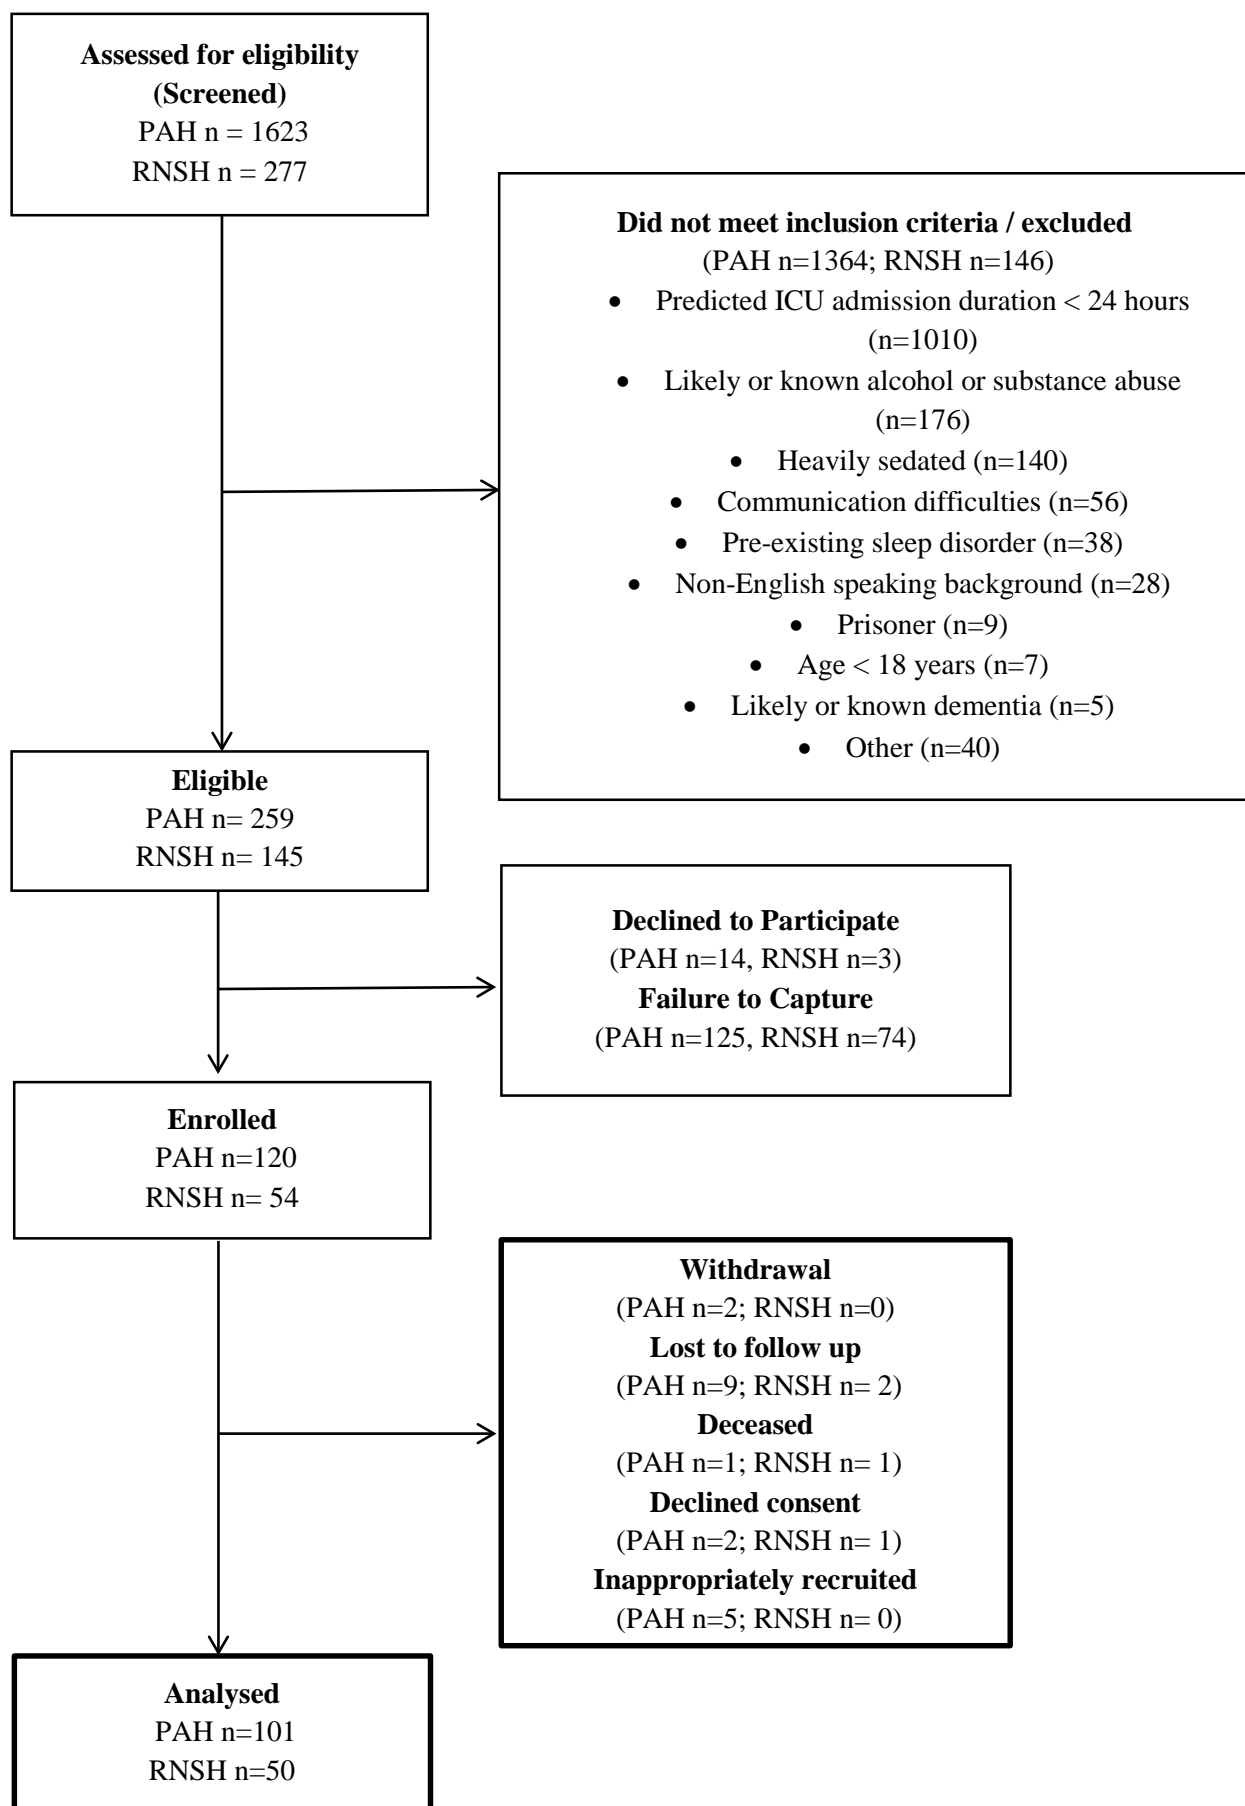 Assessed for eligibility
(Screened)
PAH n = 1623
RNSH n = 277
Did not meet inclusion criteria / excluded
(PAH n=1364; RNSH n=146)
• Predicted ICU admission duration < 24 hours
(n=1010)
• Likely or known alcohol or substance abuse
(n=176)
• Heavily sedated (n=140)
• Communication difficulties (n=56)
• Pre-existing sleep disorder (n=38)
• Non-English speaking background (n=28)
• Prisoner (n=9)
• Age < 18 years (n=7)
• Likely or known dementia (n=5)
• Other (n=40)
Eligible
PAH n= 259
RNSH n= 145
Declined to Participate
(PAH n=14, RNSH n=3)
Failure to Capture
(PAH n=125, RNSH n=74)
Enrolled
PAH n=120
RNSH n= 54
Withdrawal
(PAH n=2; RNSH n=0)
Lost to follow up
(PAH n=9; RNSH n= 2)
Deceased
(PAH n=1; RNSH n= 1)
Declined consent
(PAH n=2; RNSH n= 1)
Inappropriately recruited
(PAH n=5; RNSH n= 0)
Analysed
PAH n=101
RNSH n=50